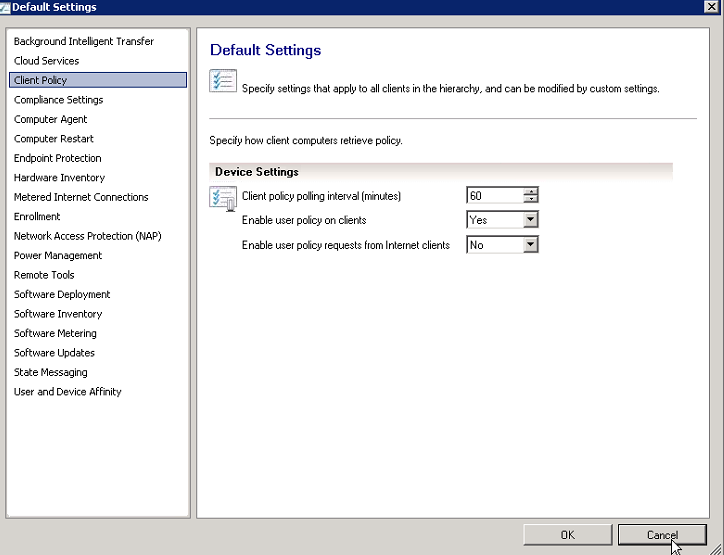 Default Settings
Background Intelligent Transfer
Cloud Services
Client Policy
Compliance Settings
Computer Agent
Computer Restart
Endpoint Protection
Hardware Inventory
Metered Internet Connections
Enrollment
Network Access Protection (NAP)
Power Management
Remote Tools
Software Deployment
Software Inventory
Software Metering
Software Updates
State Messaging
User and Device Affinity
Default Settings
Specify settings that apply to all clients in the hierarchy, and can be modified by custom settings.
Specify how client computers retrieve policy.
Device Settings
Client policy polling interval (minutes) 60
Enable user policy on clients Yes
Enable user policy requests from Internet clients No
OK Cancel